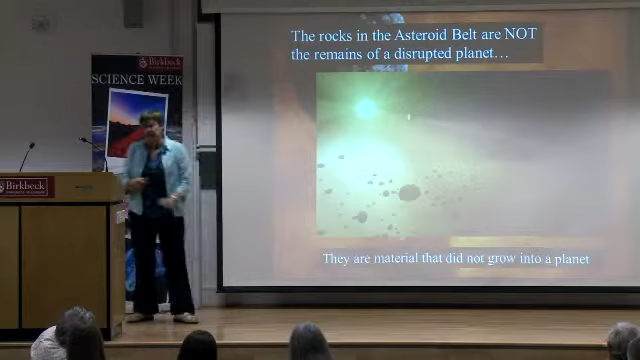 The rocks in the Asteroid Belt are NOT
the remains of a disrupted planet…
Birkbeck
SCIENCE WEEK
Birkbeck
They are material that did not grow into a planet